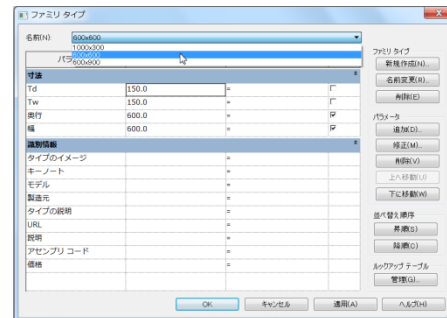 ファミリ タイプ
名前(N): 600x600
1000x300
600x600
600x900
寸法
Td 150.0 =
Tw 150.0 =
奥行 600.0 =
幅 600.0 =
識別情報
タイプのイメージ =
キーノート =
モデル =
製造元 =
タイプの説明 =
URL =
説明 =
アセンブリ コード =
価格 =
ファミリ タイプ
新規作成(N)...
名前変更(R)...
削除(E)
パラメータ
追加(D)...
修正(M)...
削除(V)
上へ移動(U)
下に移動(W)
並べ替え順序
昇順(S)
降順(C)
ルックアップ テーブル
管理(G)...
OK キャンセル 適用(A) ヘルプ(H)